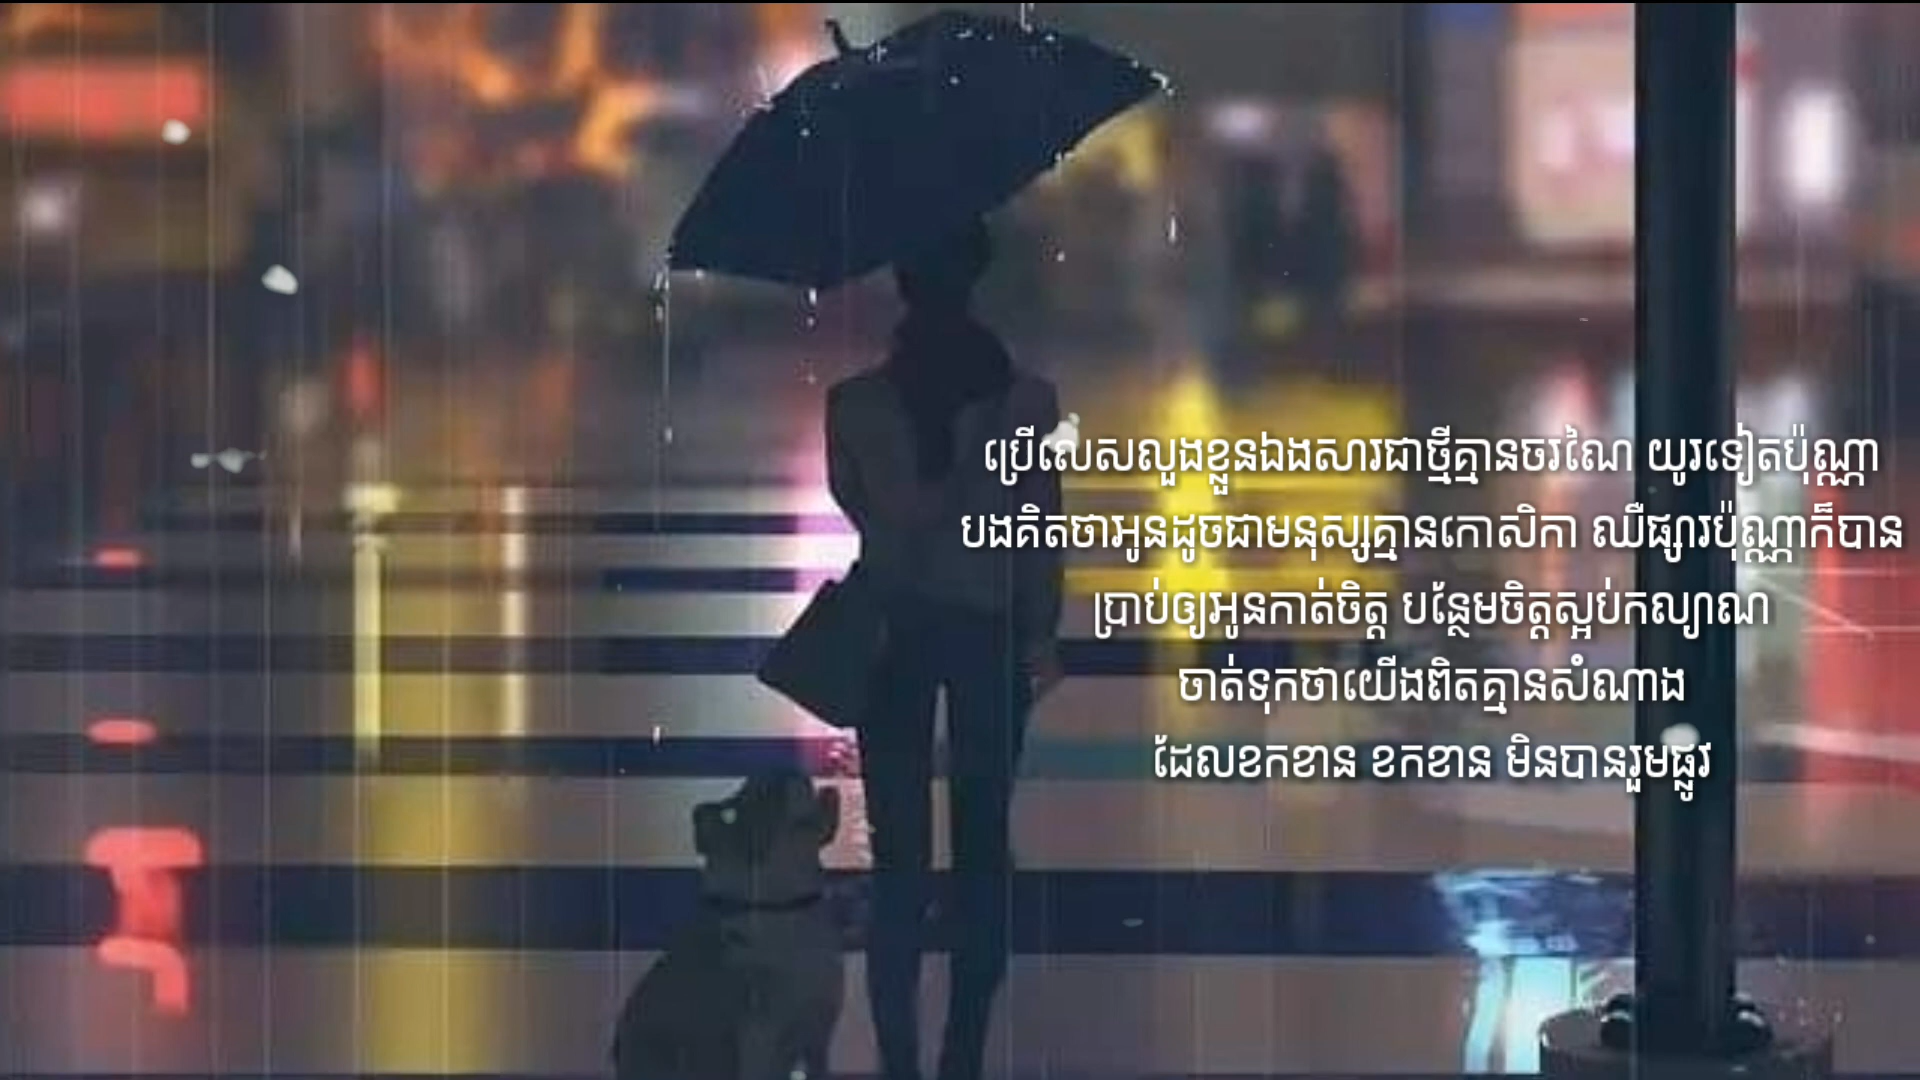 ប្រើលេសលួងខ្លួនឯងសារជាថ្មីគ្មានចរណៃ យូរទៀតប៉ុណ្ណា
បងគិតថាអូនដូចជាមនុស្សគ្មានកោសិកា ឈឺផ្សារប៉ុណ្ណាក៏បាន
ប្រាប់ឲ្យអូនកាត់ចិត្ត បន្ថែមចិត្តស្អប់កល្យាណ
ចាត់ទុកថាយើងពិតគ្មានសំណាង
ដែលខកខាន ខកខាន មិនបានរួមផ្លូវ